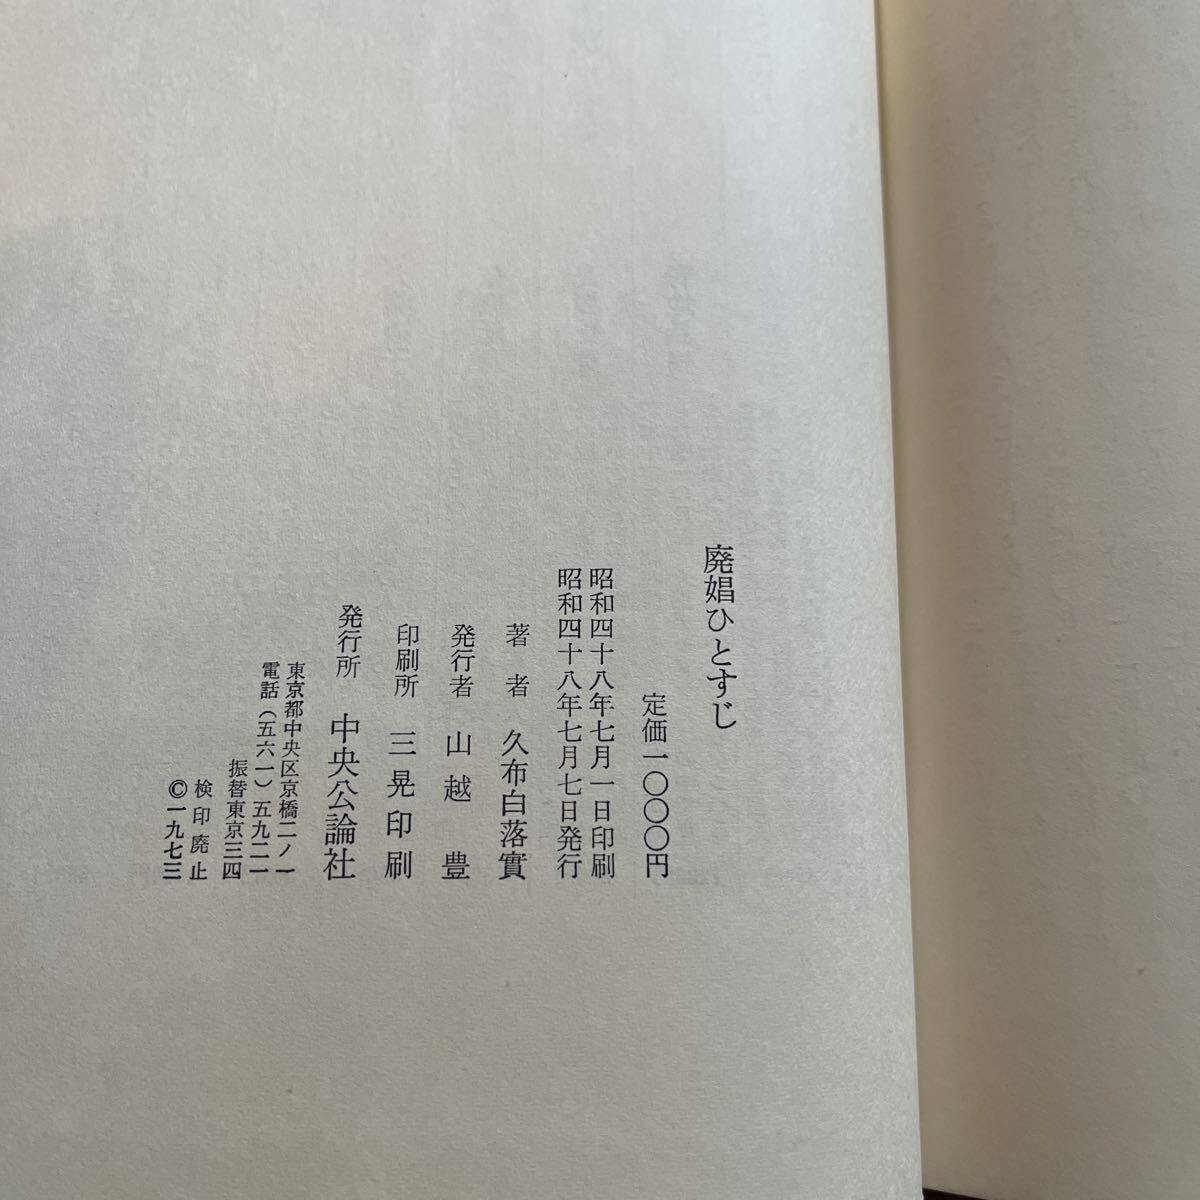 廃娼ひとすじ
定価一〇〇〇円
昭和四十八年七月一日印刷
昭和四十八年七月七日発行
著者 久布白落實
発行者 山越 豊
印刷所 三晃印刷
発行所 中央公論社
東京都中央区京橋二ノ一
電話(五六一)五九二一
振替東京三四
検印廃止
©一九七三